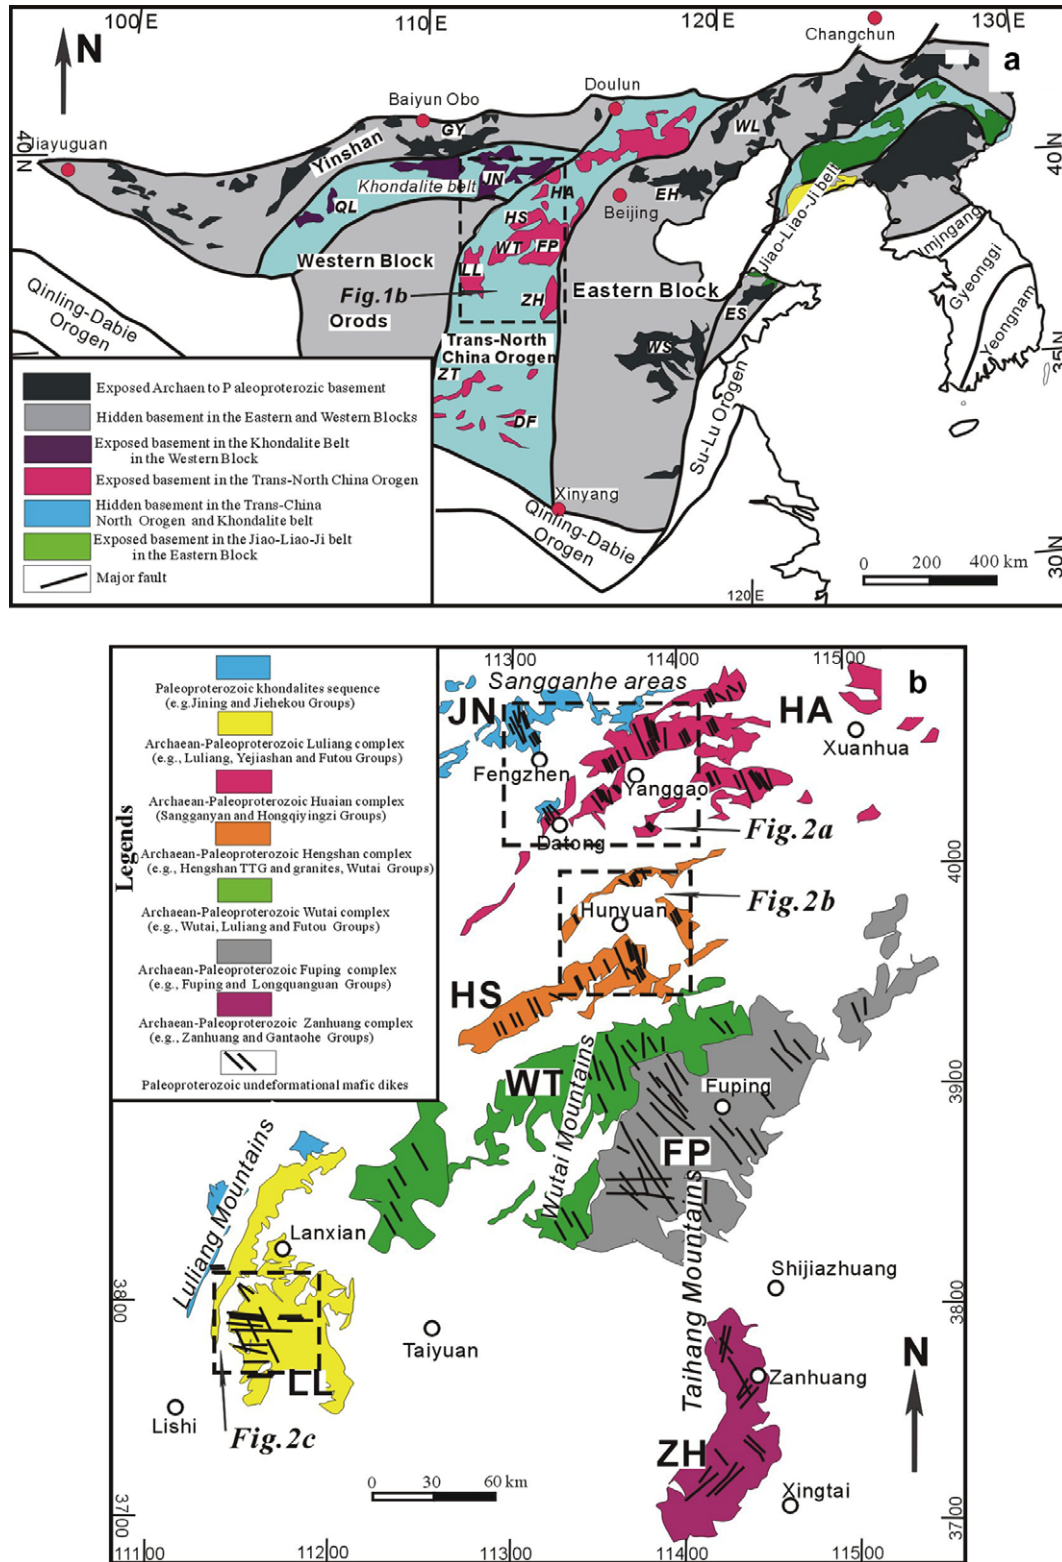 100 E
110 E
120 E
130 E
Changchun
N
a
Doulun
Baiyun Obo
GY
WL
40 N
Jiayuguan
40 N
Yinshan
Khondalite belt
JN
HA
EH
Beijing
QL
HS
WT
FP
Jiao-Liao-Ji belt
Imjngang
Gyeonggi
Yeongnam
Western Block
LL
Fig.1b
ZH
Eastern Block
ES
Qinling-Dabie
Orogen
Orods
Trans-North
China Orogen
WS
35 N
ZT
DF
Su-Lu Orogen
Xinyang
Qinling-Dabie
Orogen
30 N
0 200 400 km
120 E
Exposed Archaen to P aleoproterozic basement
Hidden basement in the Eastern and Western Blocks
Exposed basement in the Khondalite Belt
in the Western Block
Exposed basement in the Trans-North China Orogen
Hidden basement in the Trans-China
North Orogen and Khondalite belt
Exposed basement in the Jiao-Liao-Ji belt
in the Eastern Block
Major fault
113 00
114 00
115 00
b
Legends
Paleoproterozoic khondalites sequence
(e.g.Jining and Jiehekou Groups)
Archaean-Paleoproterozoic Luliang complex
(e.g., Luliang, Yejiashan and Futou Groups)
Archaean-Paleoproterozoic Huaian complex
(Sangganyan and Hongqiyingzi Groups)
Archaean-Paleoproterozoic Hengshan complex
(e.g., Hengshan TTG and granites, Wutai Groups)
Archaean-Paleoproterozoic Wutai complex
(e.g., Wutai, Luliang and Futou Groups)
Archaean-Paleoproterozoic Fuping complex
(e.g., Fuping and Longquanguan Groups)
Archaean-Paleoproterozoic Zanhuang complex
(e.g., Zanhuang and Gantaohe Groups)
Paleoproterozoic undeformational mafic dikes
Sangganhe areas
JN
HA
Xuanhua
Fengzhen
Yanggao
Datong
Fig.2a
40 00
Fig.2b
Hunyuan
HS
WT
Wutai Mountains
Fuping
39 00
FP
Luliang Mountains
Lanxian
Taihang Mountains
Shijiazhuang
38 00
38 00
Taiyuan
N
Zanhuang
LL
Lishi
Fig.2c
ZH
0 30 60 km
Xingtai
37 00
37 00
111 00
112 00
113 00
114 00
115 00